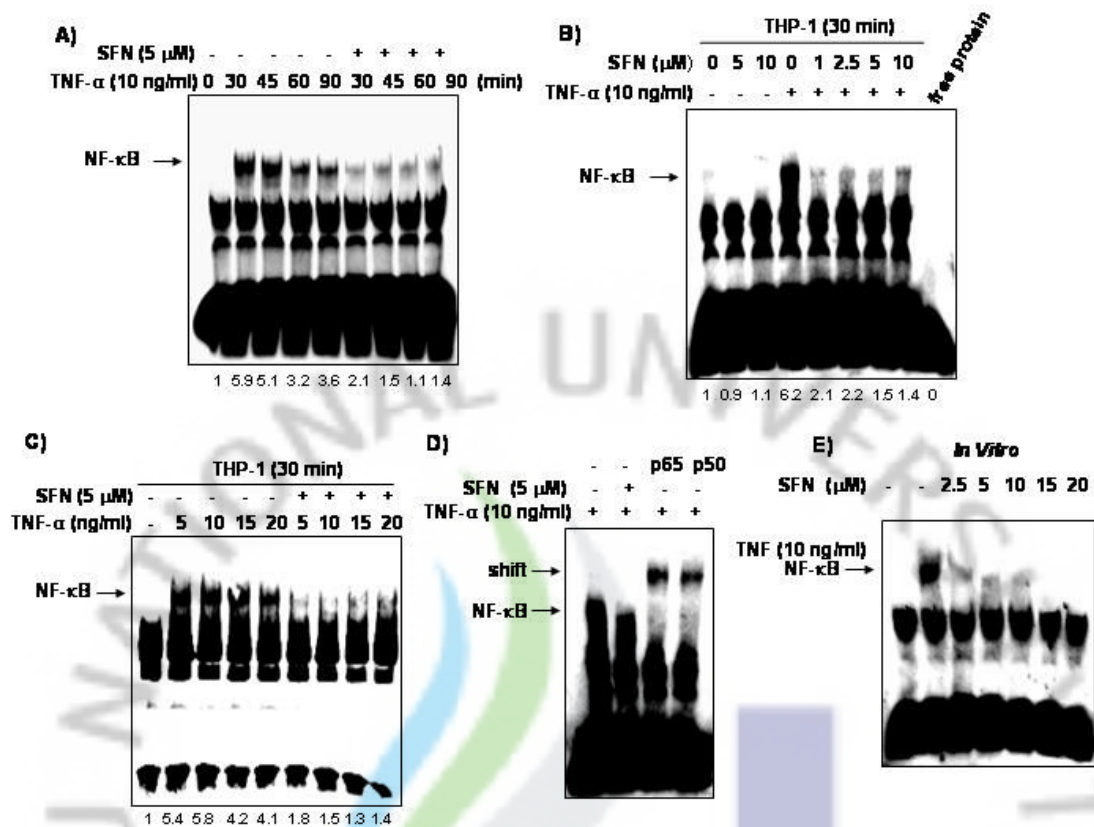 A)
SFN (5 μM) - - - - - + + + +
TNF-α (10 ng/ml) 0 30 45 60 90 30 45 60 90 (min)
NF-κB
1 5.9 5.1 3.2 3.6 2.1 1.5 1.1 1.4
B)
THP-1 (30 min)
SFN (μM) 0 5 10 0 1 2.5 5 10
free protein
TNF-α (10 ng/ml) - - - + + + + +
NF-κB
1 0.9 1.1 6.2 2.1 2.2 1.5 1.4 0
C)
THP-1 (30 min)
SFN (5 μM) - - - - - + + + +
TNF-α (ng/ml) - 5 10 15 20 5 10 15 20
NF-κB
1 5.4 5.8 4.2 4.1 1.8 1.5 1.3 1.4
D)
- - p65 p50
SFN (5 μM) - +
TNF-α (10 ng/ml) + + + +
shift
NF-κB
E)
In Vitro
SFN (μM) - - 2.5 5 10 15 20
TNF (10 ng/ml)
NF-κB
NATIONAL UNIVERS